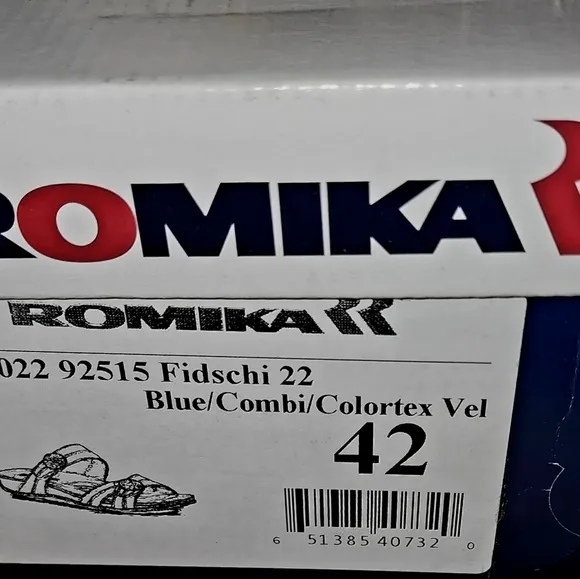 ROMIKA
ROMIKA
022 92515 Fidschi 22
Blue/Combi/Colortex Vel
42
6 51385 40732 0